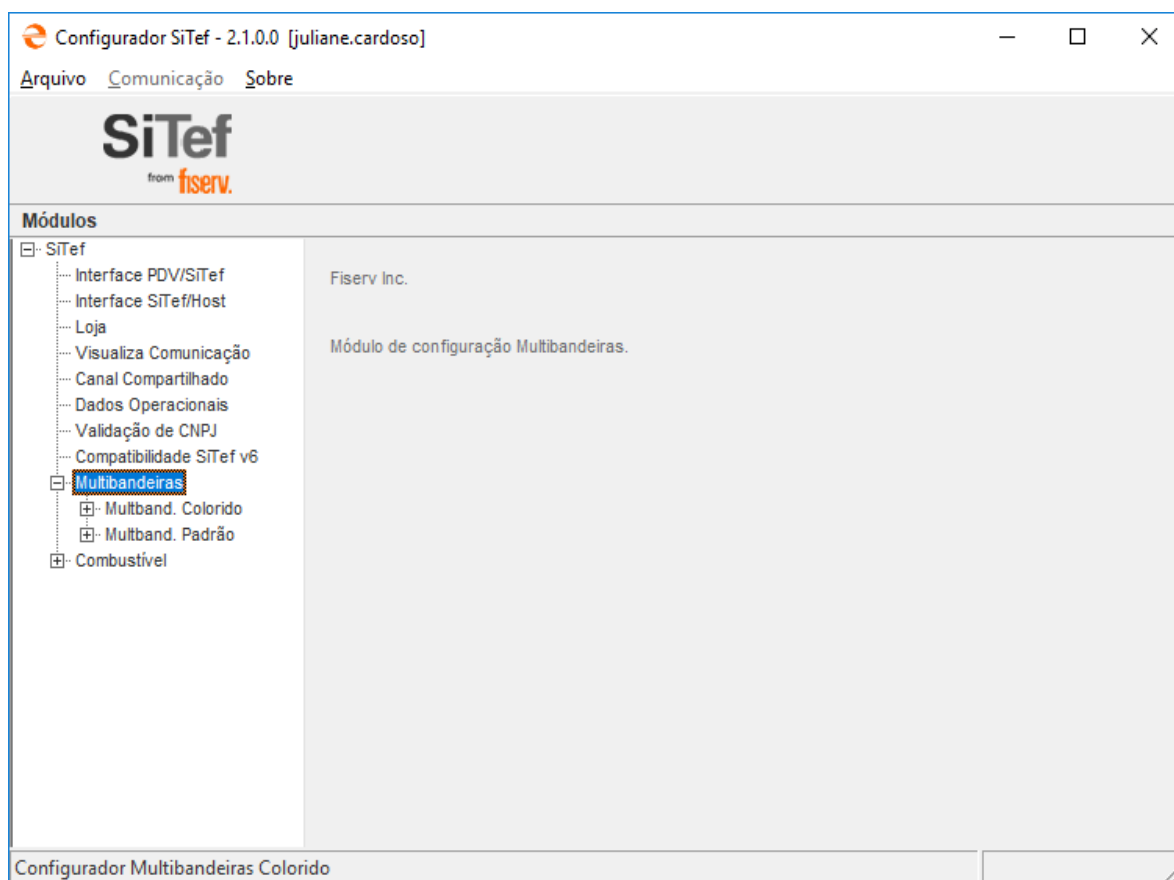 Configurador SiTef - 2.1.0.0 [juliane.cardoso]
Arquivo Comunicação Sobre
SiTef
from fiserv.
Módulos
SiTef
Interface PDV/SiTef
Interface SiTef/Host
Loja
Visualiza Comunicação
Canal Compartilhado
Dados Operacionais
Validação de CNPJ
Compatibilidade SiTef v6
Multibandeiras
Multband. Colorido
Multband. Padrão
Combustível
Fiserv Inc.
Módulo de configuração Multibandeiras.
Configurador Multibandeiras Colorido